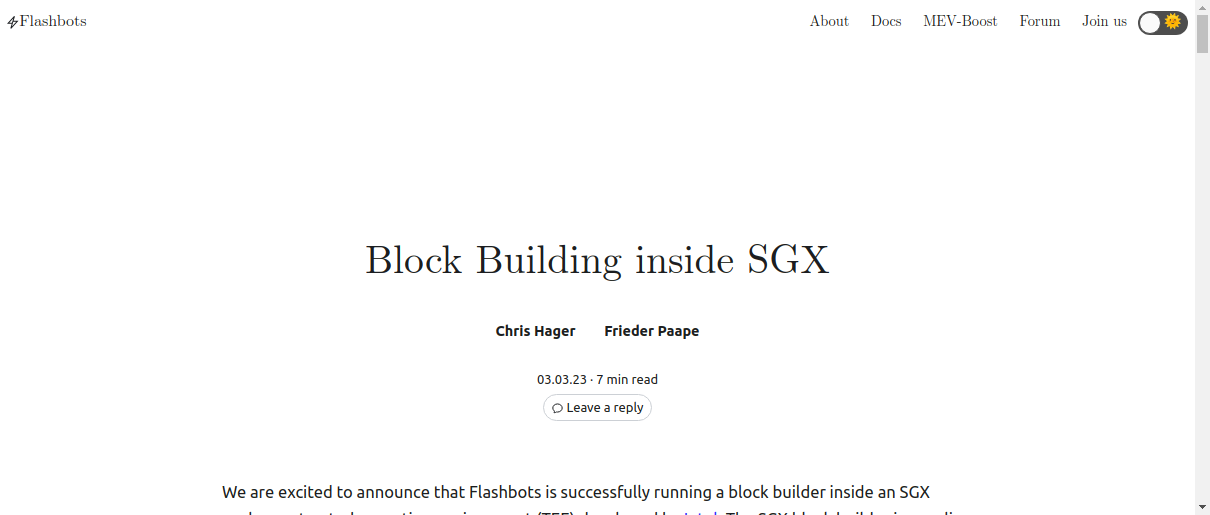 Flashbots
About Docs MEV-Boost Forum Join us
Block Building inside SGX
Chris Hager Frieder Paape
03.03.23 · 7 min read
Leave a reply
We are excited to announce that Flashbots is successfully running a block builder inside an SGX